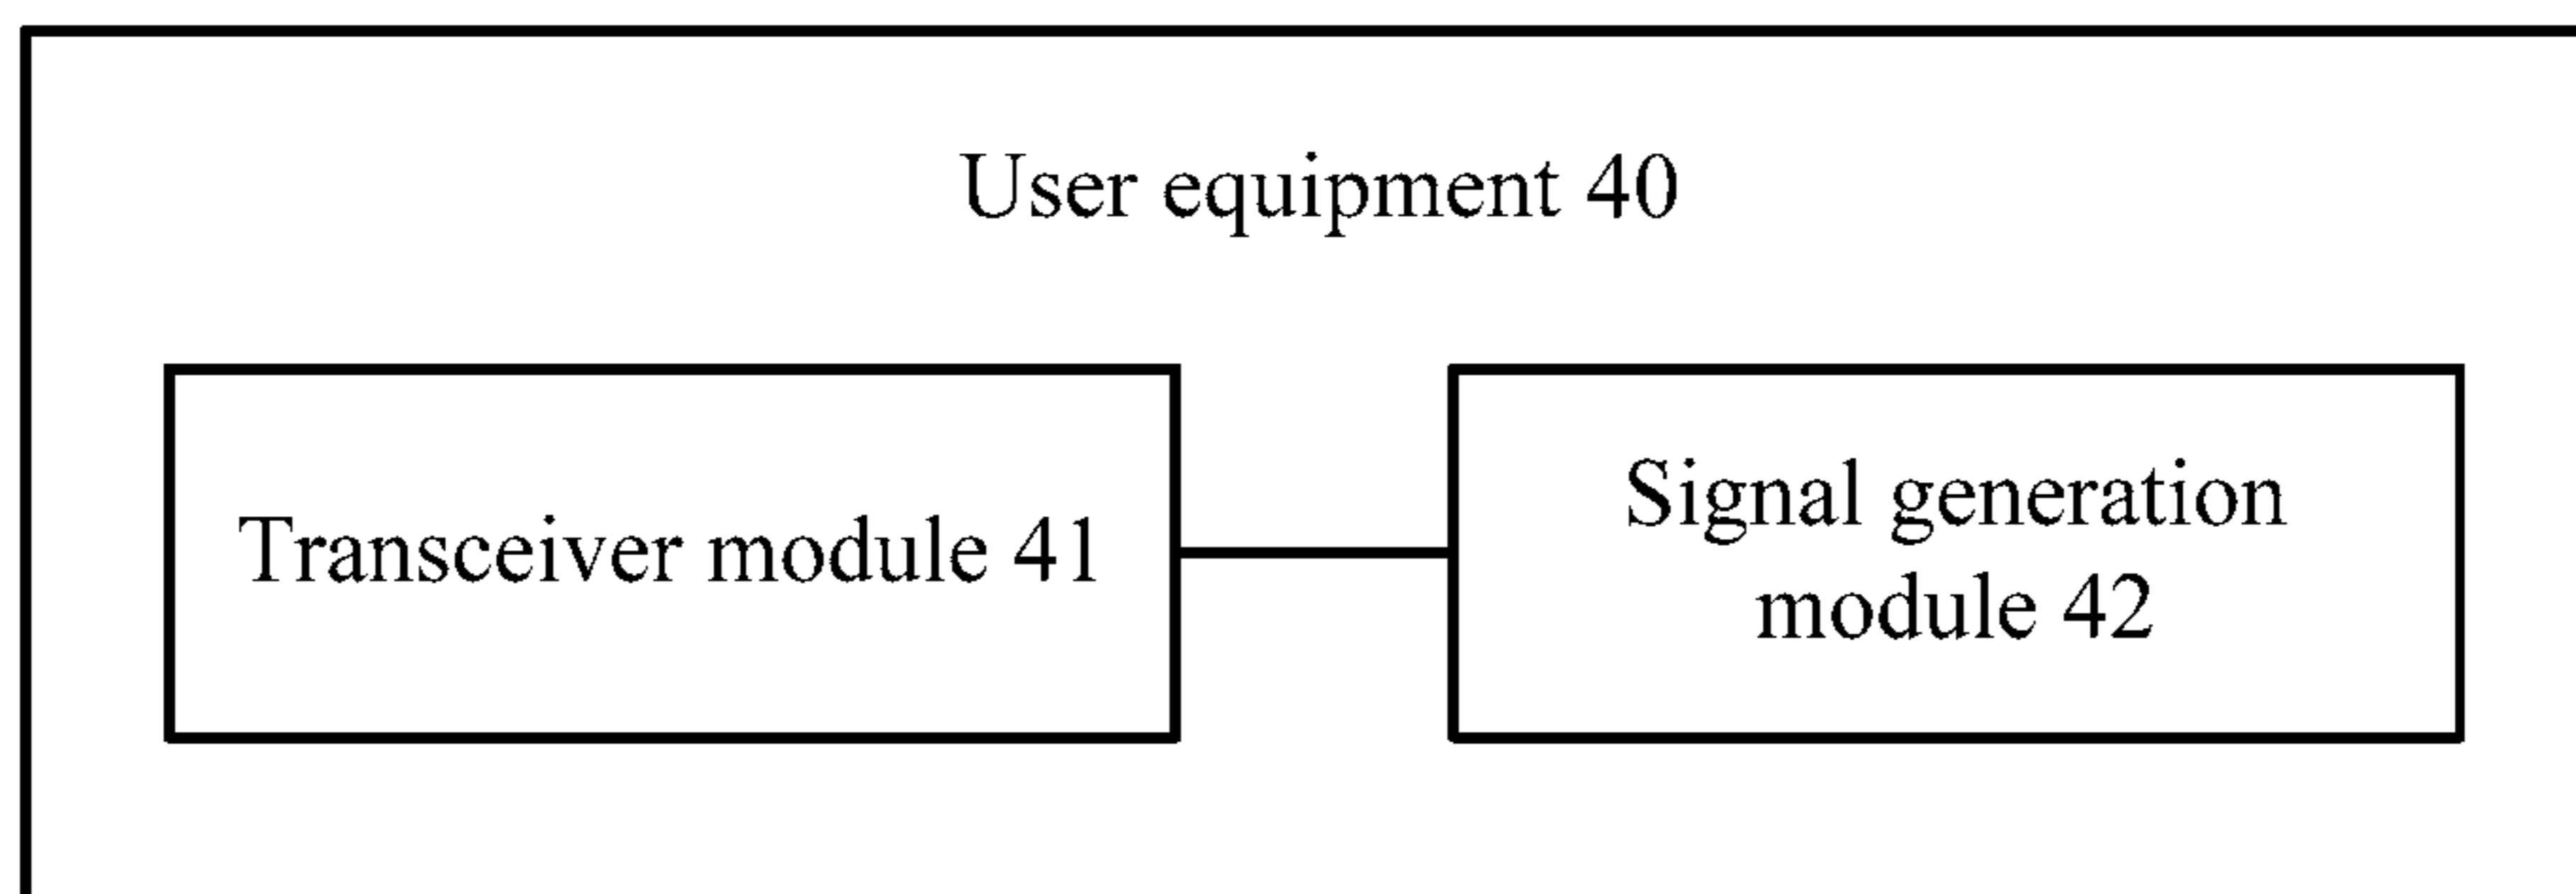 User equipment 40
Transceiver module 41
Signal generation
module 42